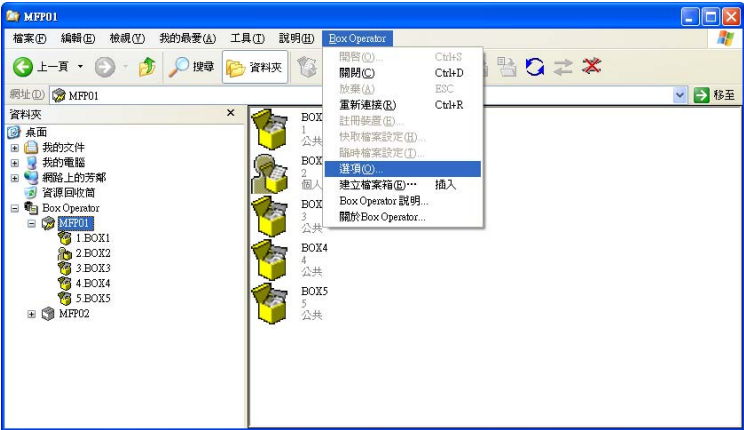 MFP01
檔案(F) 編輯(E) 檢視(V) 我的最愛(A) 工具(T) 說明(H) Box Operator
上一頁 搜尋 資料夾
網址(D) MFP01 移至
資料夾 ×
桌面
我的文件
我的電腦
網路上的芳鄰
資源回收筒
Box Operator
MFP01
1.BOX1
2.BOX2
3.BOX3
4.BOX4
5.BOX5
MFP02
BOX
1
公共
BOX
2
個人
BOX
3
公共
BOX4
4
公共
BOX5
5
公共
開啓(O)... Ctrl+S
關閉(C) Ctrl+D
放棄(A) ESC
重新連接(R) Ctrl+R
註冊裝置(E)...
快取檔案設定(H)...
臨時檔案設定(T)...
選項(O)...
建立檔案箱(E)... 插入
Box Operator 說明...
關於Box Operator...